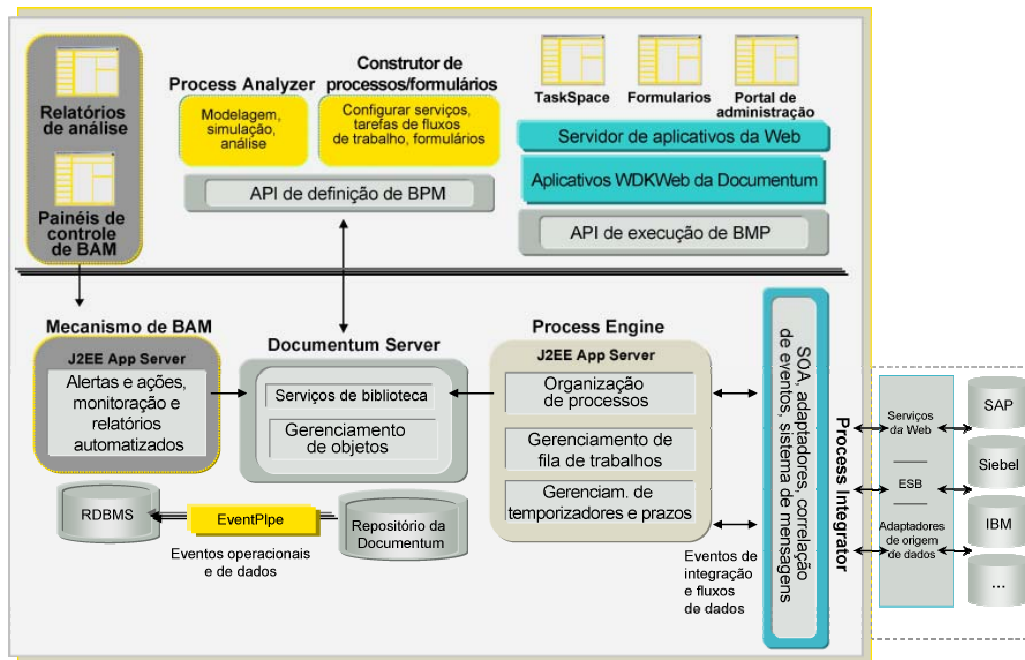 Relatórios
de análise
Painéis de
controle
de BAM
Process Analyzer
Modelagem,
simulação,
análise
Construtor de
processos/formulários
Configurar serviços,
tarefas de fluxos
de trabalho, formulários
API de definição de BPM
TaskSpace
Formularios
Portal de
administração
Servidor de aplicativos da Web
Aplicativos WDKWeb da Documentum
API de execução de BMP
Mecanismo de BAM
J2EE App Server
Alertas e ações,
monitoração e
relatórios
automatizados
Documentum Server
Serviços de biblioteca
Gerenciamento
de objetos
Process Engine
J2EE App Server
Organização
de processos
Gerenciamento de
fila de trabalhos
Gerenciam. de
temporizadores e prazos
RDBMS
EventPIpe
Repositório da
Documentum
Eventos operacionais
e de dados
Eventos de
integração
e fluxos
de dados
SOA, adaptadores, correlação
de eventos, sistema de mensagens
Process Integrator
Serviços
da Web
ESB
Adaptadores
de origem
de dados
SAP
Siebel
IBM
...